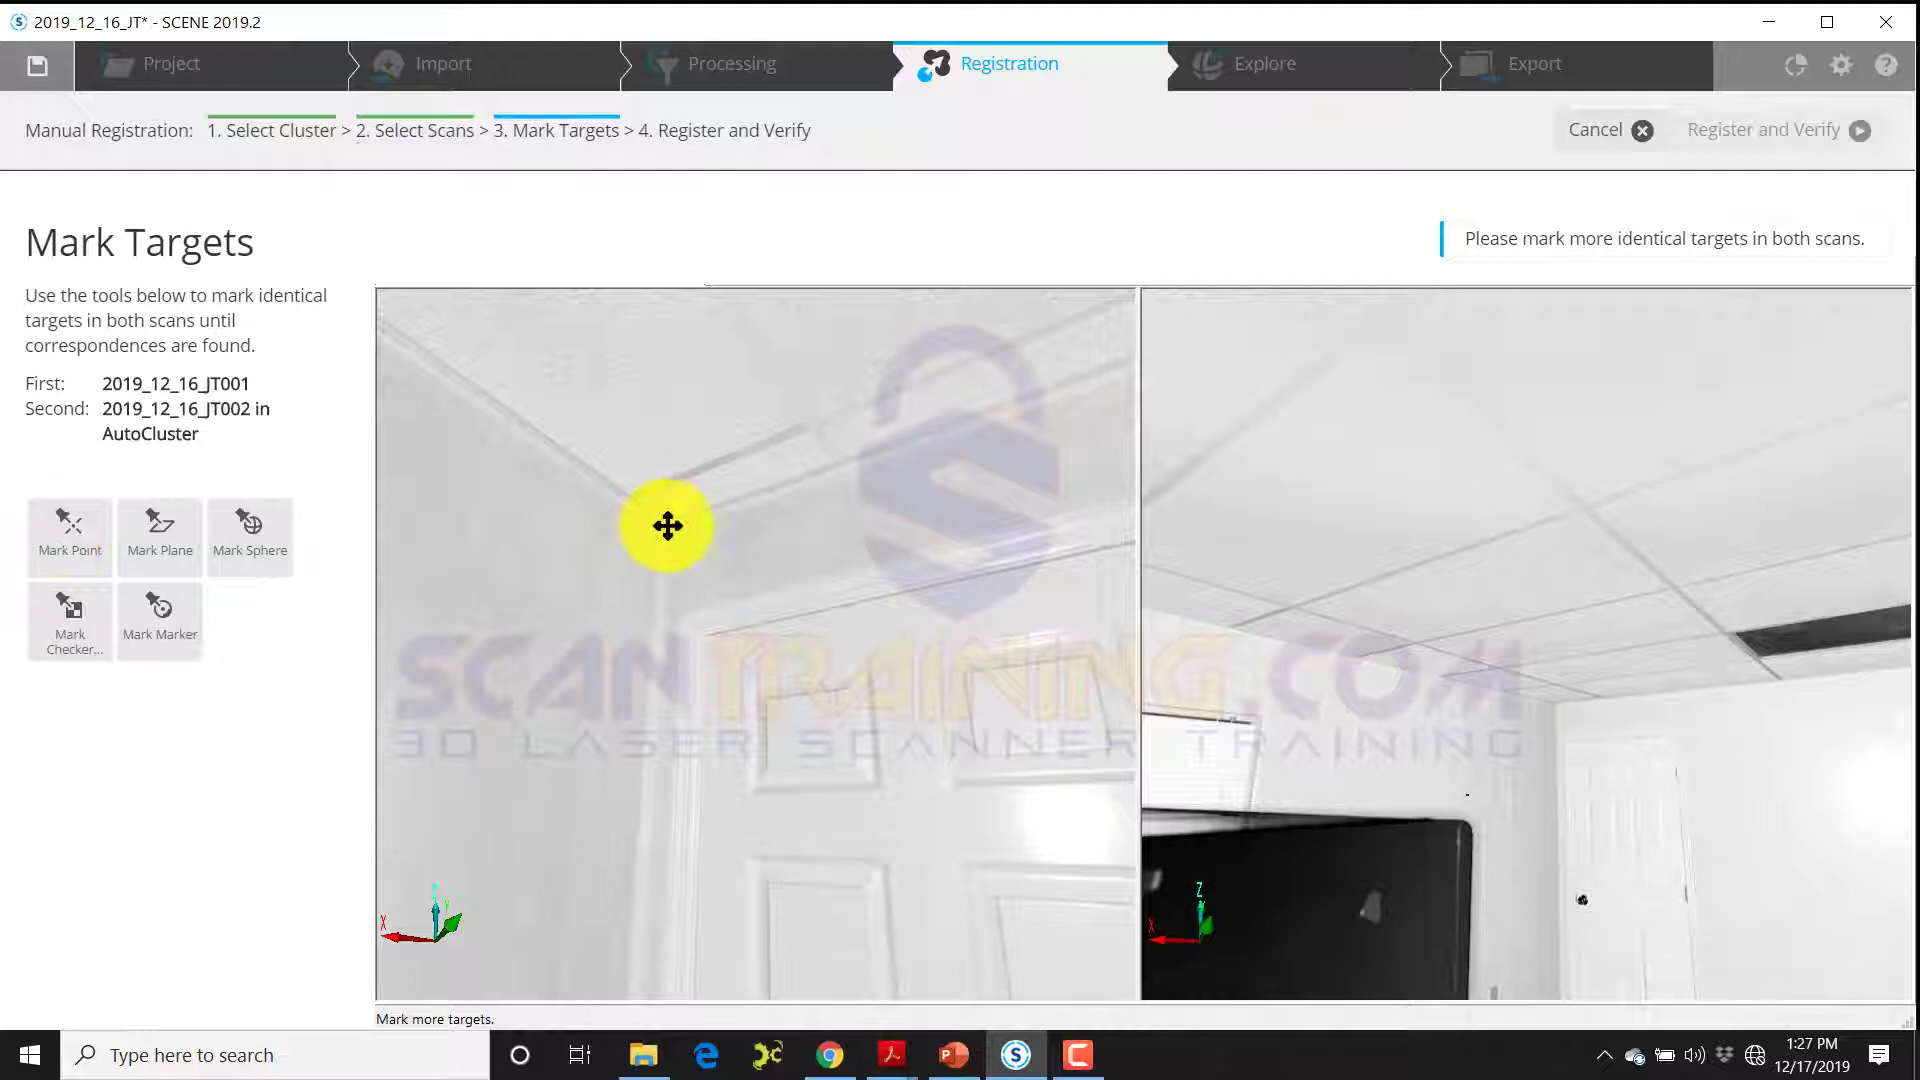 2019_12_16_JT* - SCENE 2019.2
Project
Import
Processing
Registration
Explore
Export
Manual Registration: 1. Select Cluster > 2. Select Scans > 3. Mark Targets > 4. Register and Verify
Cancel
Register and Verify
Mark Targets
Please mark more identical targets in both scans.
Use the tools below to mark identical
targets in both scans until
correspondences are found.
First: 2019_12_16_JT001
Second: 2019_12_16_JT002 in
AutoCluster
Mark Point
Mark Plane
Mark Sphere
Mark
Checker...
Mark Marker
SCANTRAINING.COM
3D LASER SCANNER TRAINING
X
Z
Y
X
Z
Mark more targets.
Type here to search
1:27 PM
12/17/2019